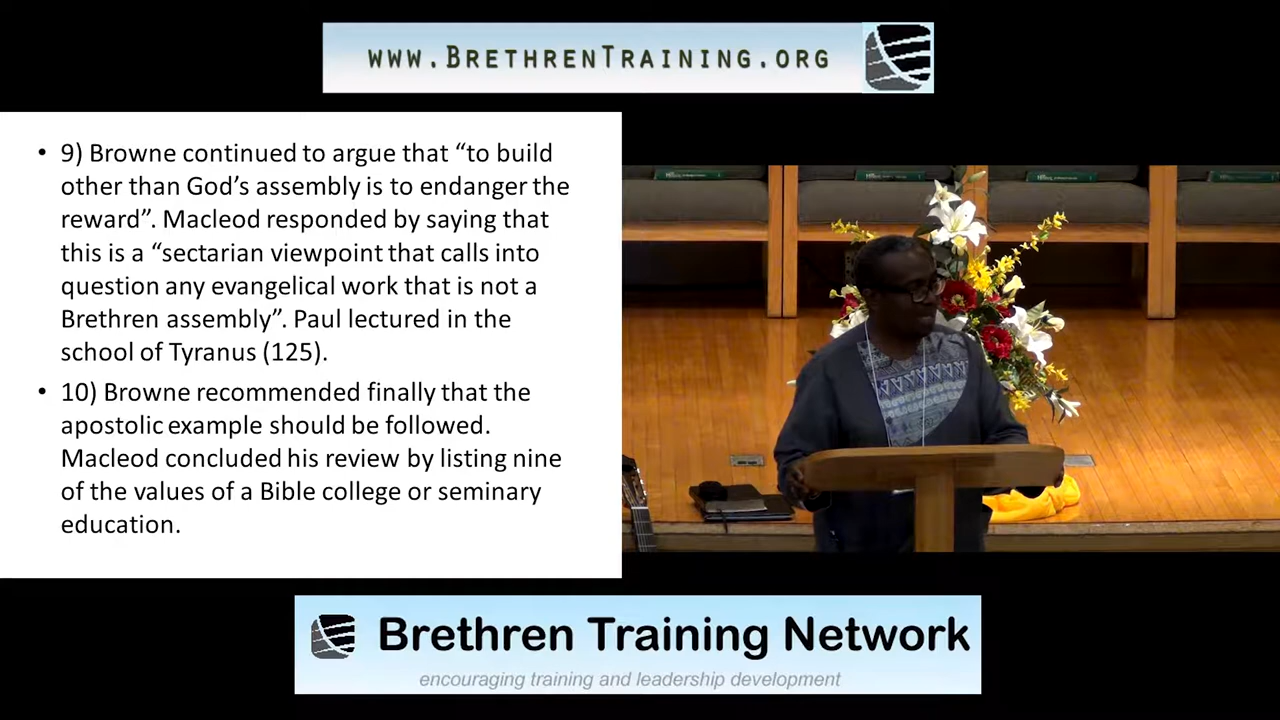 www.BrethrenTraining.org
• 9) Browne continued to argue that “to build
other than God’s assembly is to endanger the
reward”. Macleod responded by saying that
this is a “sectarian viewpoint that calls into
question any evangelical work that is not a
Brethren assembly”. Paul lectured in the
school of Tyranus (125).
• 10) Browne recommended finally that the
apostolic example should be followed.
Macleod concluded his review by listing nine
of the values of a Bible college or seminary
education.
Brethren Training Network
encouraging training and leadership development